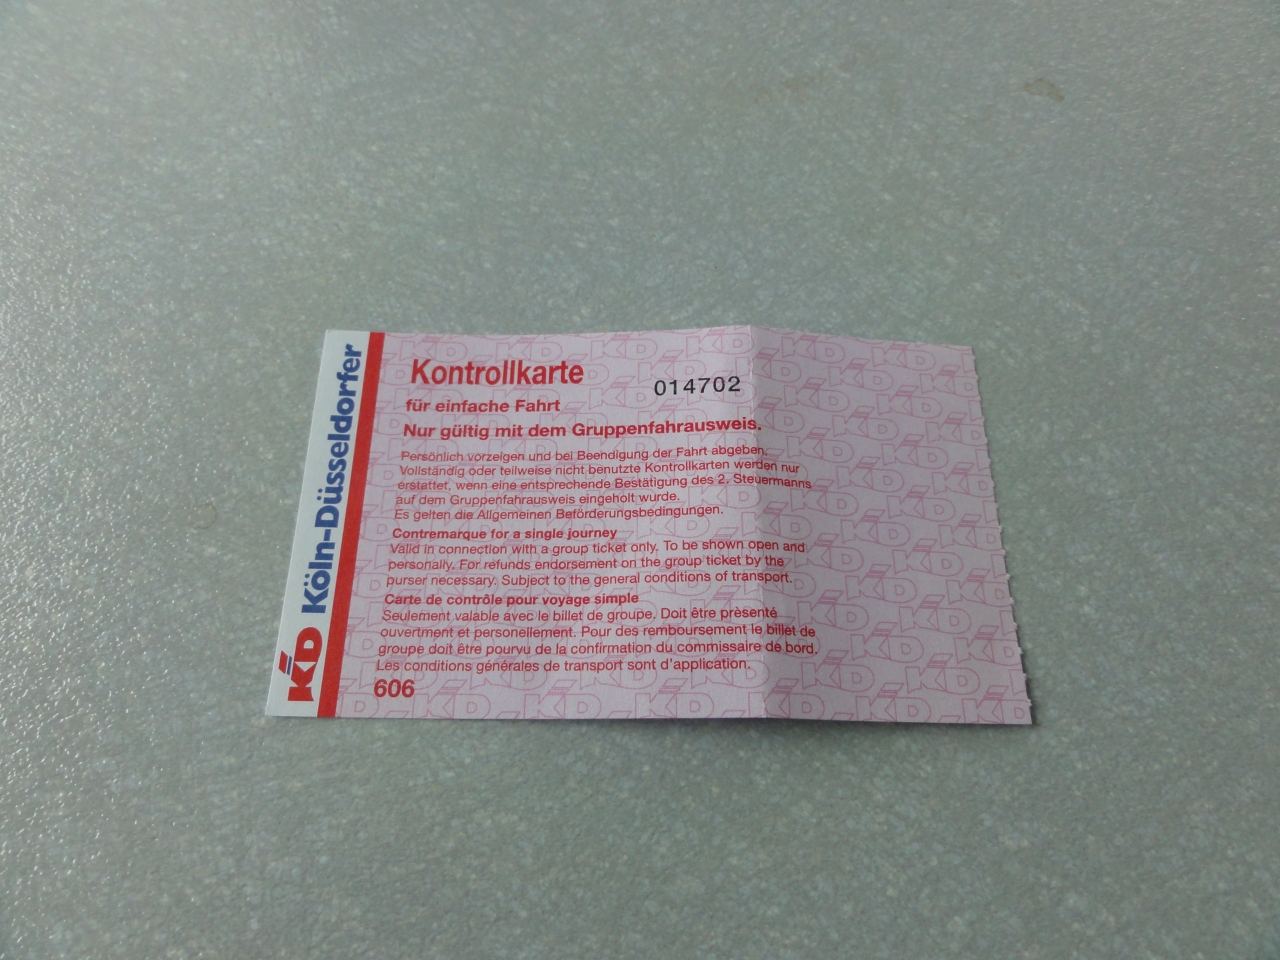 Köln-Düsseldorfer
KD
Kontrollkarte
014702
für einfache Fahrt
Nur gültig mit dem Gruppenfahrausweis.
Persönlich vorzeigen und bei Beendigung der Fahrt abgeben.
Vollständig oder teilweise nicht benutzte Kontrollkarten werden nur
erstattet, wenn eine entsprechende Bestätigung des 2. Steuermanns
auf dem Gruppenfahrausweis eingeholt wurde.
Es gelten die Allgemeinen Beförderungsbedingungen.
Contremarque for a single journey
Valid in connection with a group ticket only. To be shown open and
personally. For refunds endorsement on the group ticket by the
purser necessary. Subject to the general conditions of transport.
Carte de contrôle pour voyage simple
Seulement valable avec le billet de groupe. Doit être prèsenté
ouvertment et personellement. Pour des remboursement le billet de
groupe doit être pourvu de la confirmation du commissaire de bord.
Les conditions générales de transport sont d'application.
606